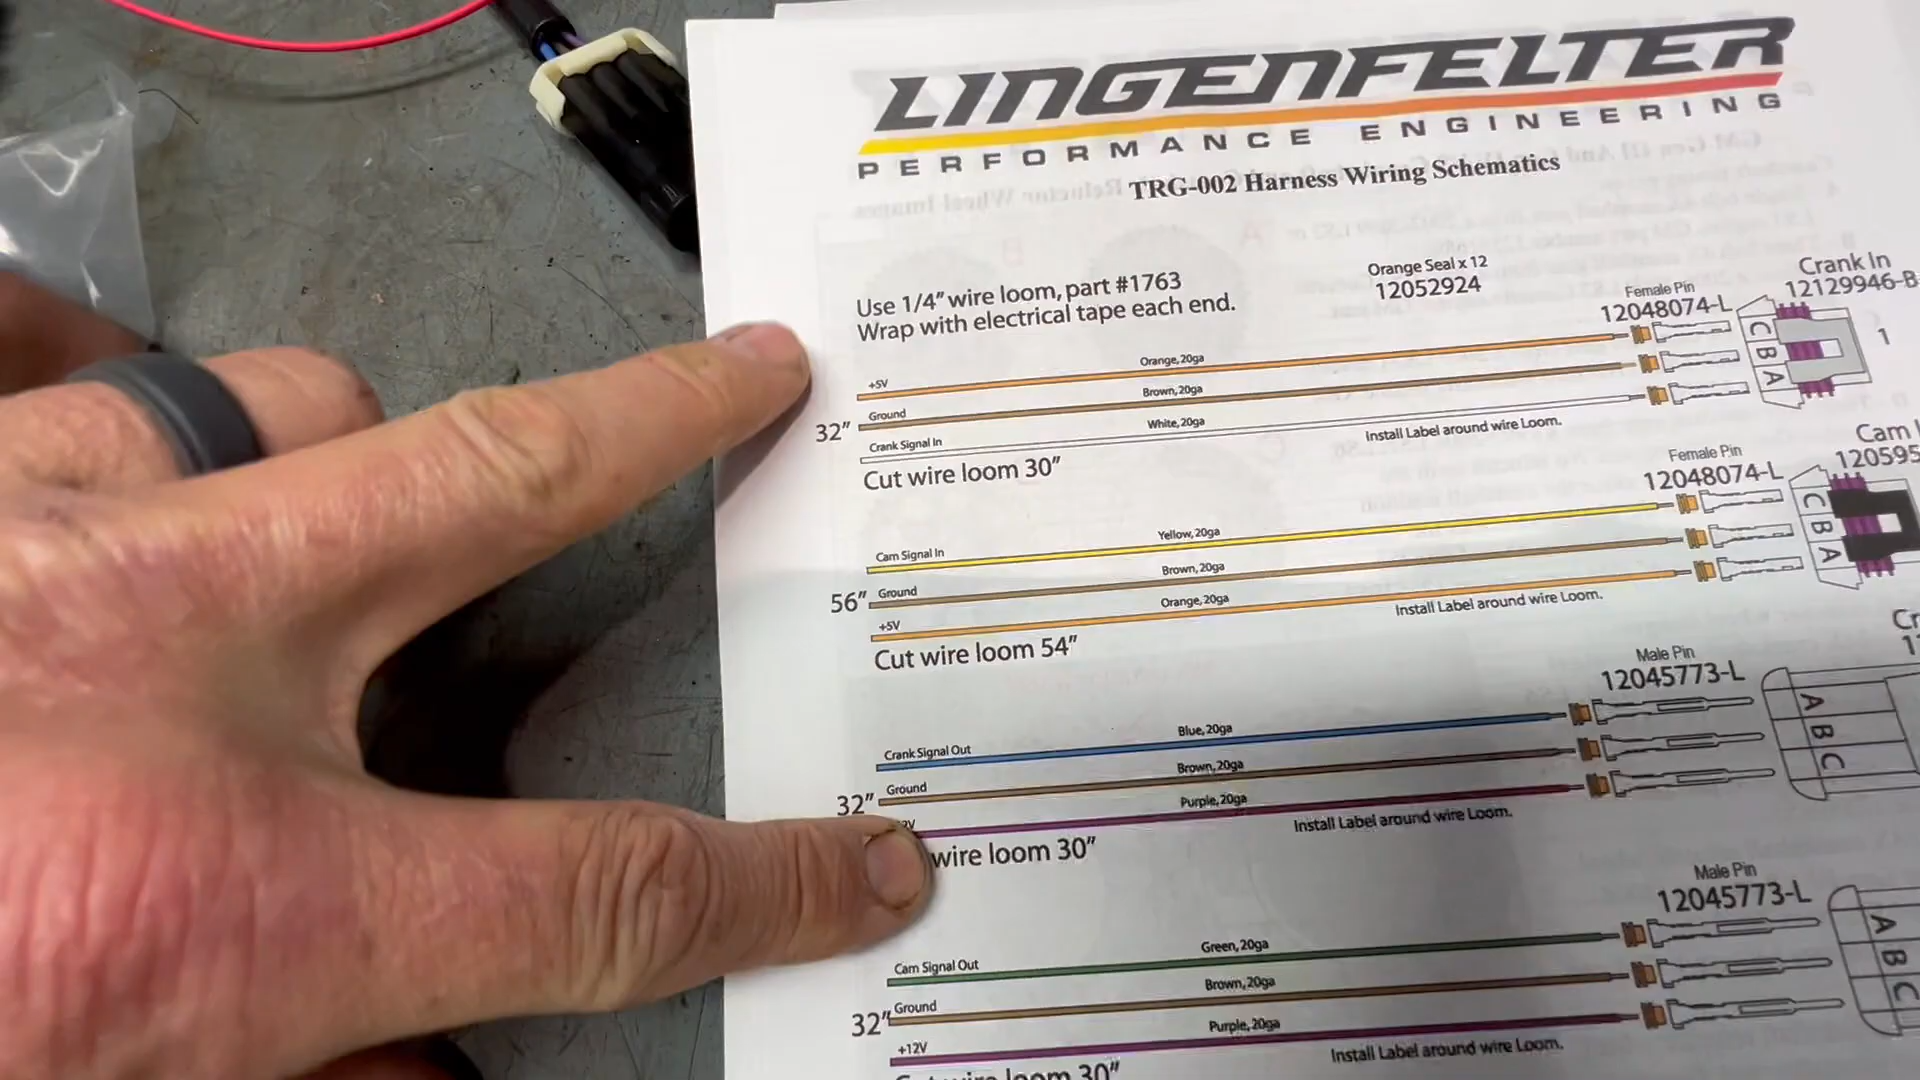 LINGENFELTER
PERFORMANCE ENGINEERING
TRG-002 Harness Wiring Schematics
Use 1/4" wire loom, part #1763
Wrap with electrical tape each end.
Orange Seal x 12
12052924
Female Pin
12048074-L
Crank In
12129946-B
1
C
B
A
+5V
Orange, 20ga
Ground
Brown, 20ga
32"
Crank Signal In
White, 20ga
Install Label around wire Loom.
Cut wire loom 30"
Female Pin
12048074-L
Cam
120595
C
B
A
Cam Signal In
Yellow, 20ga
56"
Ground
Brown, 20ga
+5V
Orange, 20ga
Install Label around wire Loom.
Cut wire loom 54"
Male Pin
12045773-L
A
B
C
Crank Signal Out
Blue, 20ga
32"
Ground
Brown, 20ga
Purple, 20ga
Install Label around wire Loom.
wire loom 30"
Male Pin
12045773-L
A
B
C
Cam Signal Out
Green, 20ga
32"
Ground
Brown, 20ga
+12V
Purple, 20ga
Install Label around wire Loom.
Cut wire loom 30"